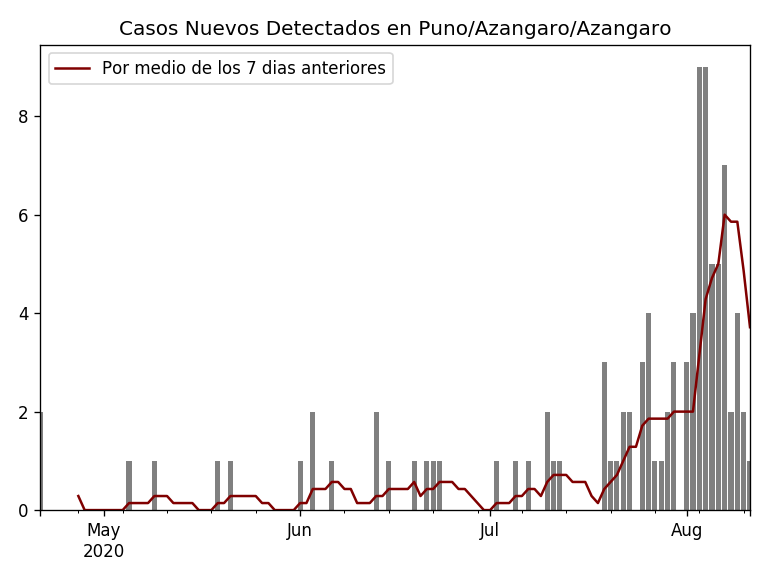 Casos Nuevos Detectados en Puno/Azangaro/Azangaro
Por medio de los 7 dias anteriores
8
6
4
2
0
May
2020
Jun
Jul
Aug